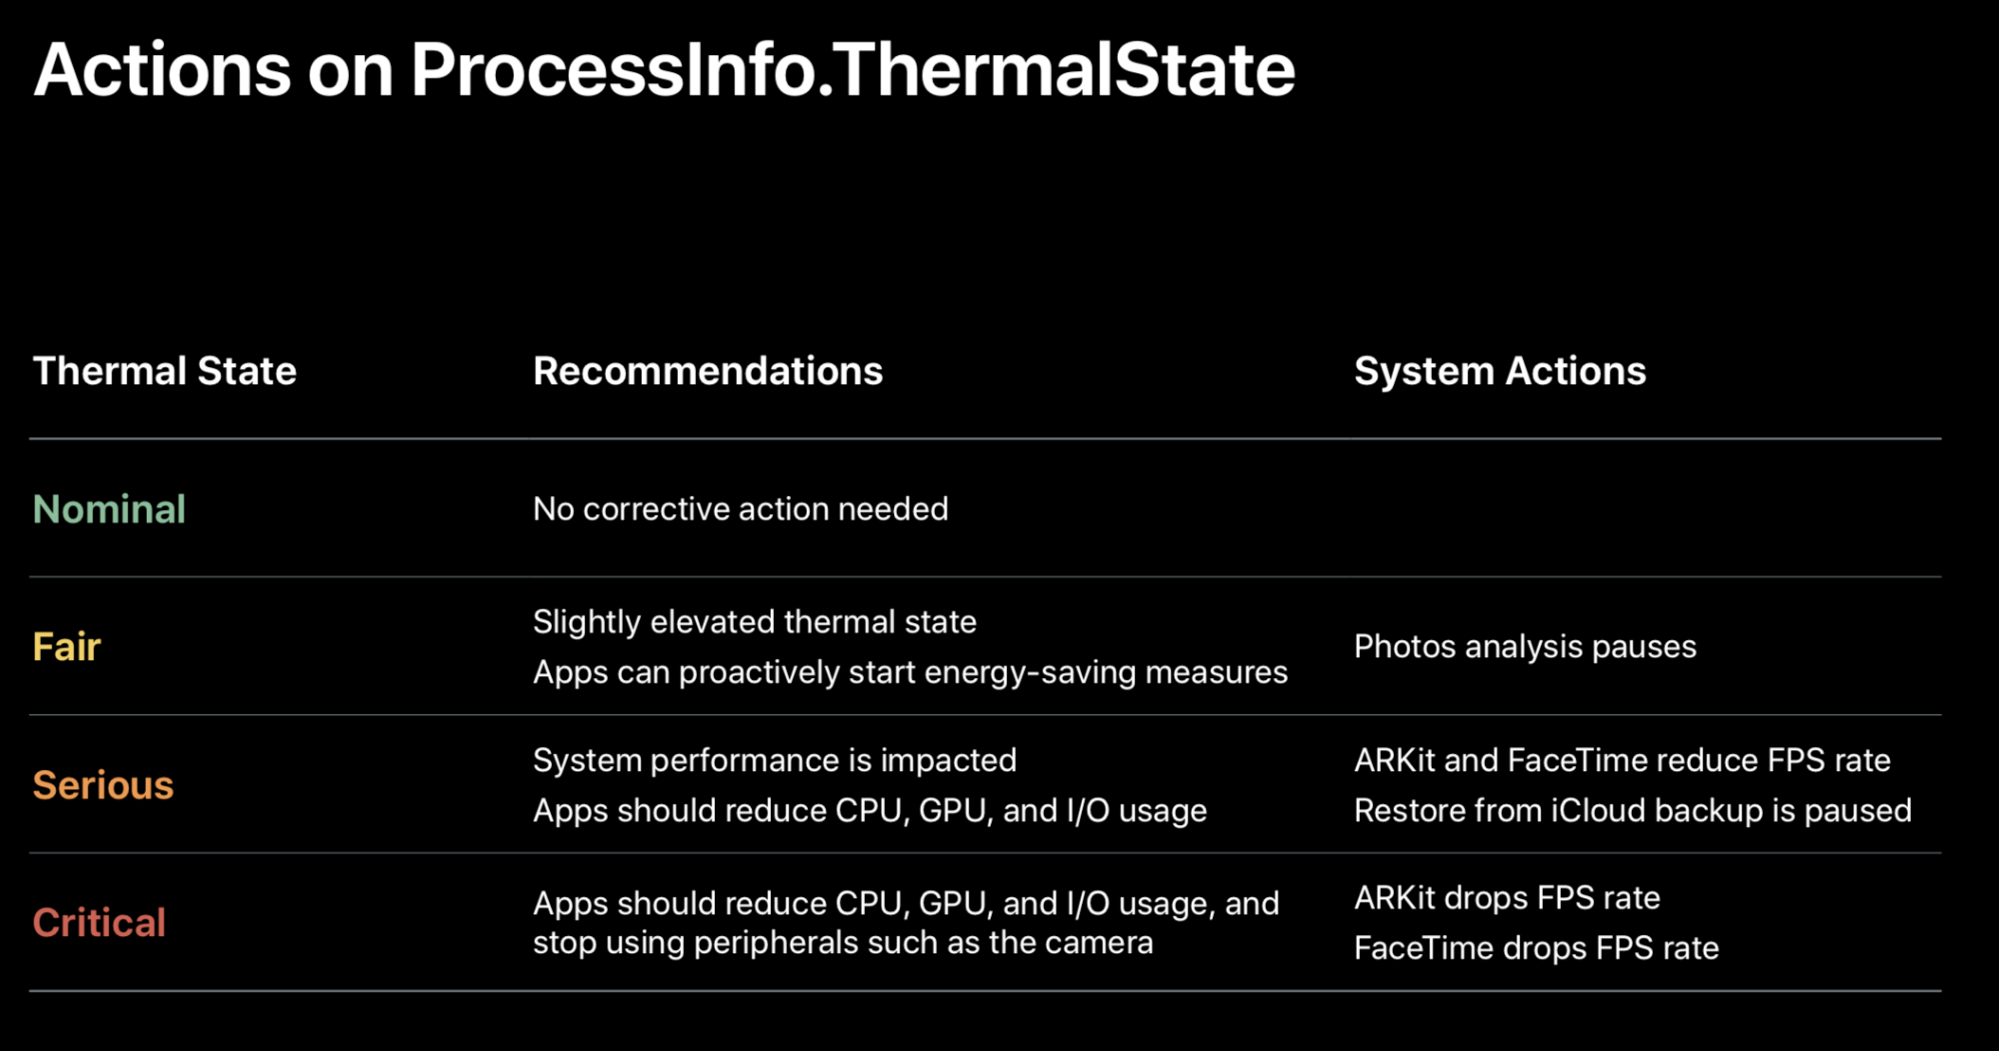 Actions on ProcessInfo.ThermalState
Thermal State
Recommendations
System Actions
Nominal
No corrective action needed
Fair
Slightly elevated thermal state
Apps can proactively start energy-saving measures
Photos analysis pauses
Serious
System performance is impacted
Apps should reduce CPU, GPU, and I/O usage
ARKit and FaceTime reduce FPS rate
Restore from iCloud backup is paused
Critical
Apps should reduce CPU, GPU, and I/O usage, and
stop using peripherals such as the camera
ARKit drops FPS rate
FaceTime drops FPS rate